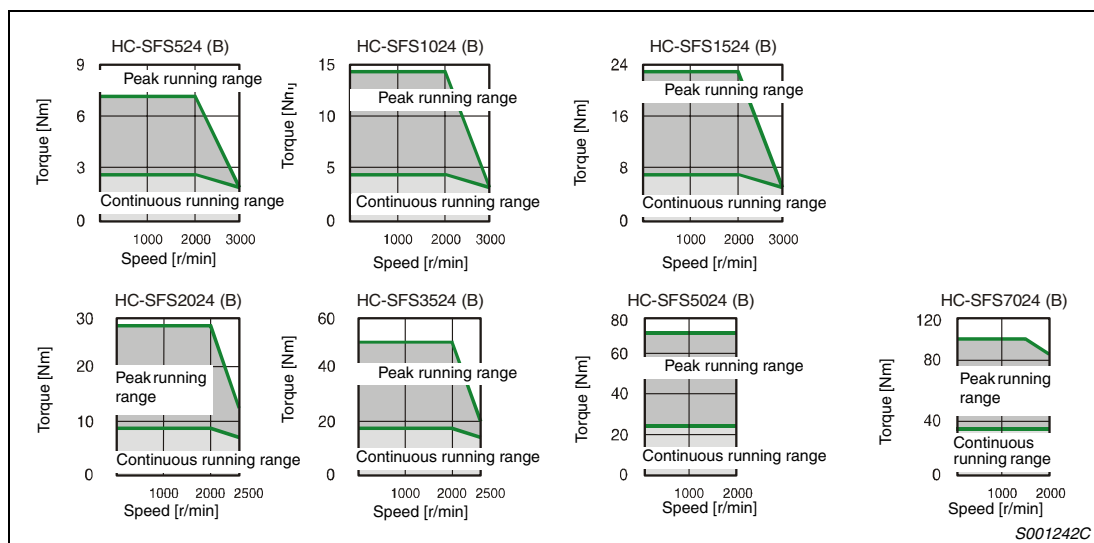 HC-SFS524 (B)
9
6
3
0
Torque [Nm]
Peak running range
Continuous running range
1000 2000 3000
Speed [r/min]
HC-SFS1024 (B)
15
10
5
0
Peak running range
Continuous running range
1000 2000 3000
Speed [r/min]
HC-SFS1524 (B)
24
16
8
0
Torque [Nm]
Peak running range
Continuous running range
1000 2000 3000
Speed [r/min]
HC-SFS2024 (B)
30
20
10
0
Torque [Nm]
Peak running
range
Continuous running range
1000 2000 2500
Speed [r/min]
HC-SFS3524 (B)
60
40
20
0
Torque [Nm]
Peak running range
Continuous running range
1000 2000 2500
Speed [r/min]
HC-SFS5024 (B)
80
60
40
20
0
Torque [Nm]
Peak running range
Continuous running range
1000 2000
Speed [r/min]
HC-SFS7024 (B)
120
80
40
0
Torque [Nm]
Peak running
range
Continuous
running range
1000 2000
Speed [r/min]
S001242C